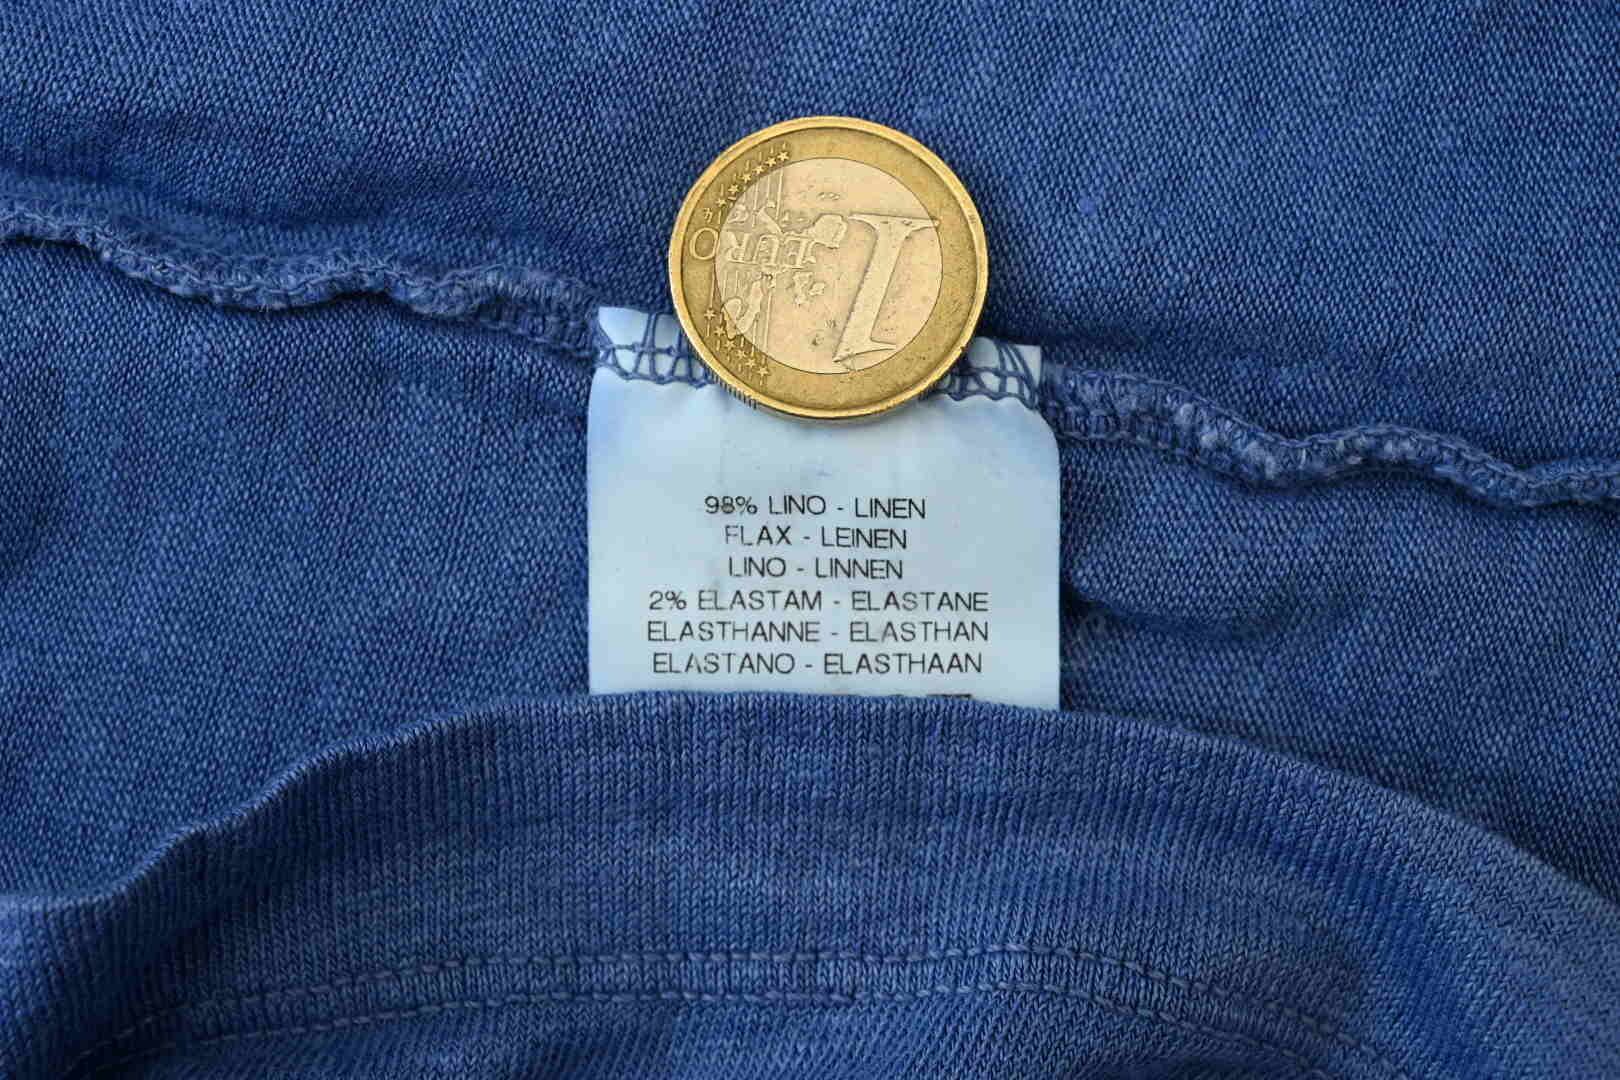 1
EURO
98% LINO - LINEN
FLAX - LEINEN
LINO - LINNEN
2% ELASTAM - ELASTANE
ELASTHANNE - ELASTHAN
ELASTANO - ELASTHAAN